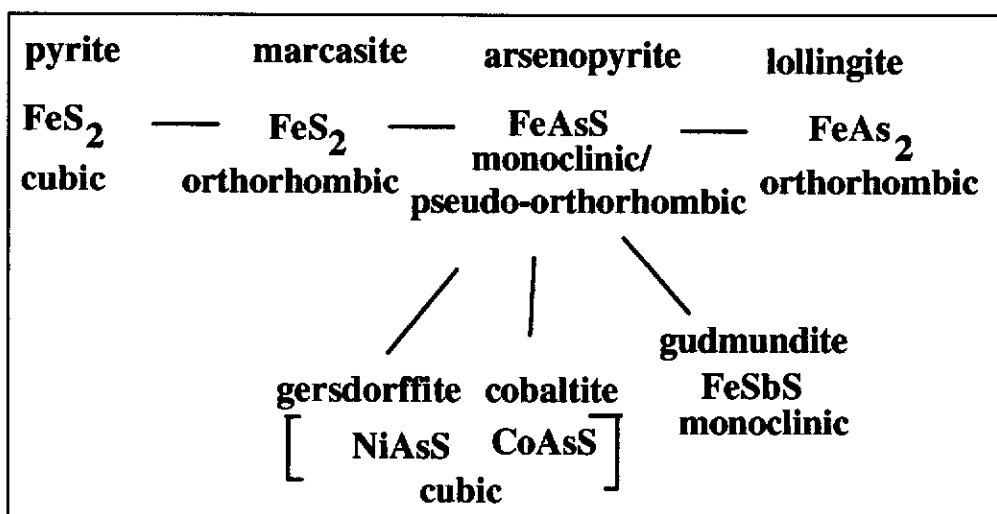 pyrite marcasite arsenopyrite lollingite
FeS2 — FeS2 — FeAsS — FeAs2
cubic orthorhombic monoclinic/ orthorhombic
pseudo-orthorhombic
gudmundite
gersdorffite cobaltite FeSbS
[ NiAsS CoAsS ] monoclinic
cubic